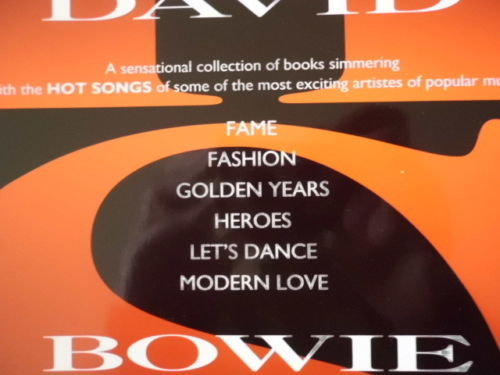 DAVID
A sensational collection of books simmering
with the HOT SONGS of some of the most exciting artistes of popular
FAME
FASHION
GOLDEN YEARS
HEROES
LET'S DANCE
MODERN LOVE
BOWIE